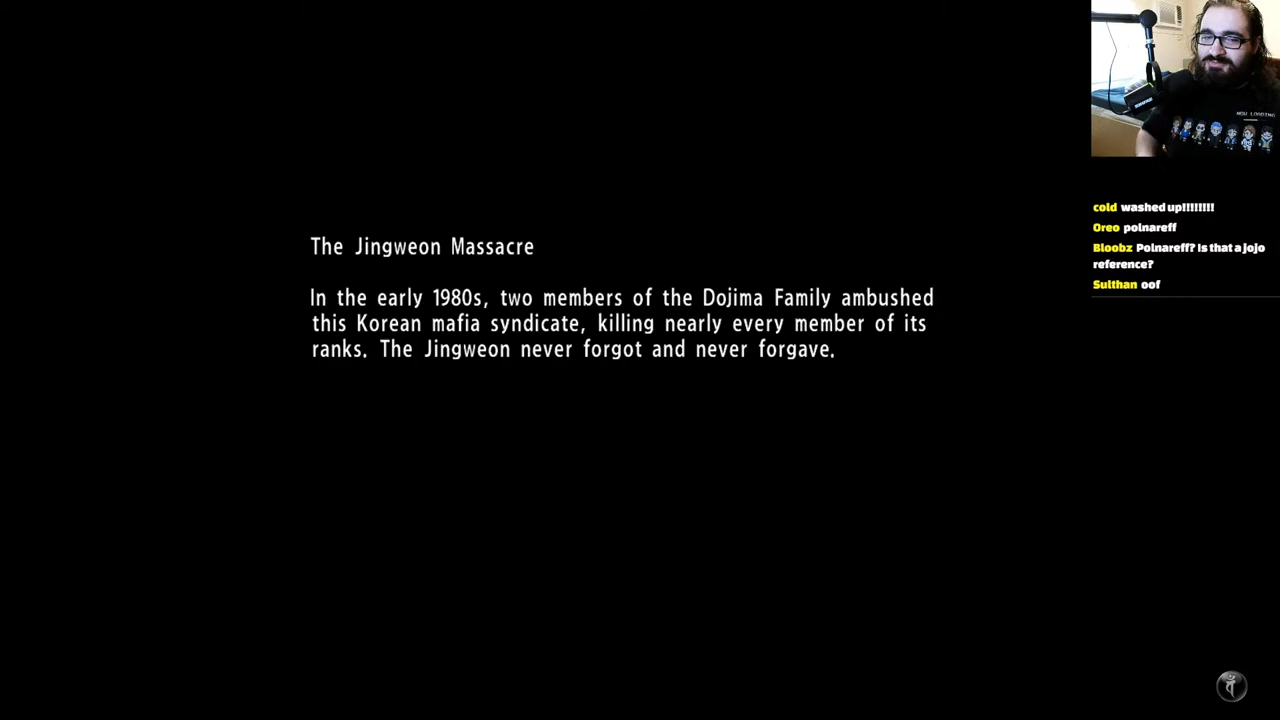 The Jingweon Massacre
In the early 1980s, two members of the Dojima Family ambushed
this Korean mafia syndicate, killing nearly every member of its
ranks. The Jingweon never forgot and never forgave.
NOW LOADING
cold washed up!!!!!!!!
Oreo polnareff
Bloobz Polnareff? Is that a jojo
reference?
Sulthan oof